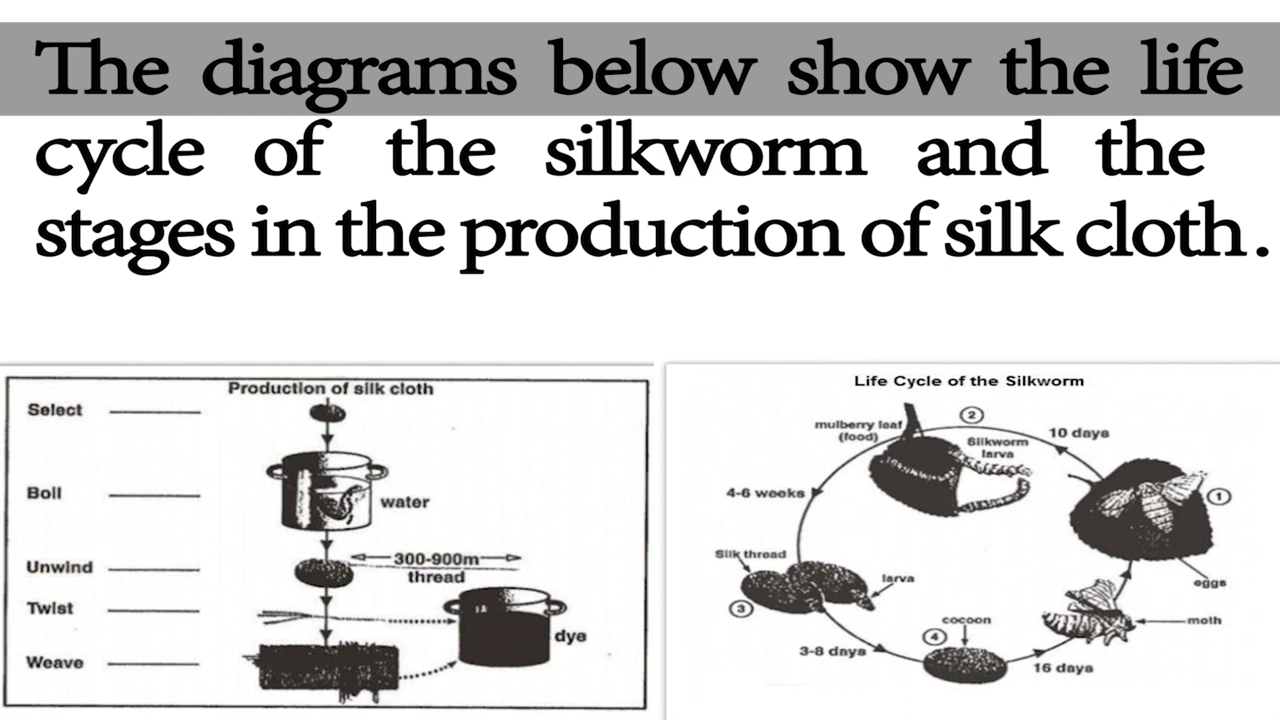 The diagrams below show the life
cycle of the silkworm and the
stages in the production of silk cloth.
Production of silk cloth
Select
Boil
water
Unwind
300-900m
thread
Twist
dye
Weave
Life Cycle of the Silkworm
mulberry leaf
(food)
2
10 days
Silkworm
larva
4-6 weeks
1
eggs
Silk thread
larva
3
cocoon
4
moth
3-8 days
16 days